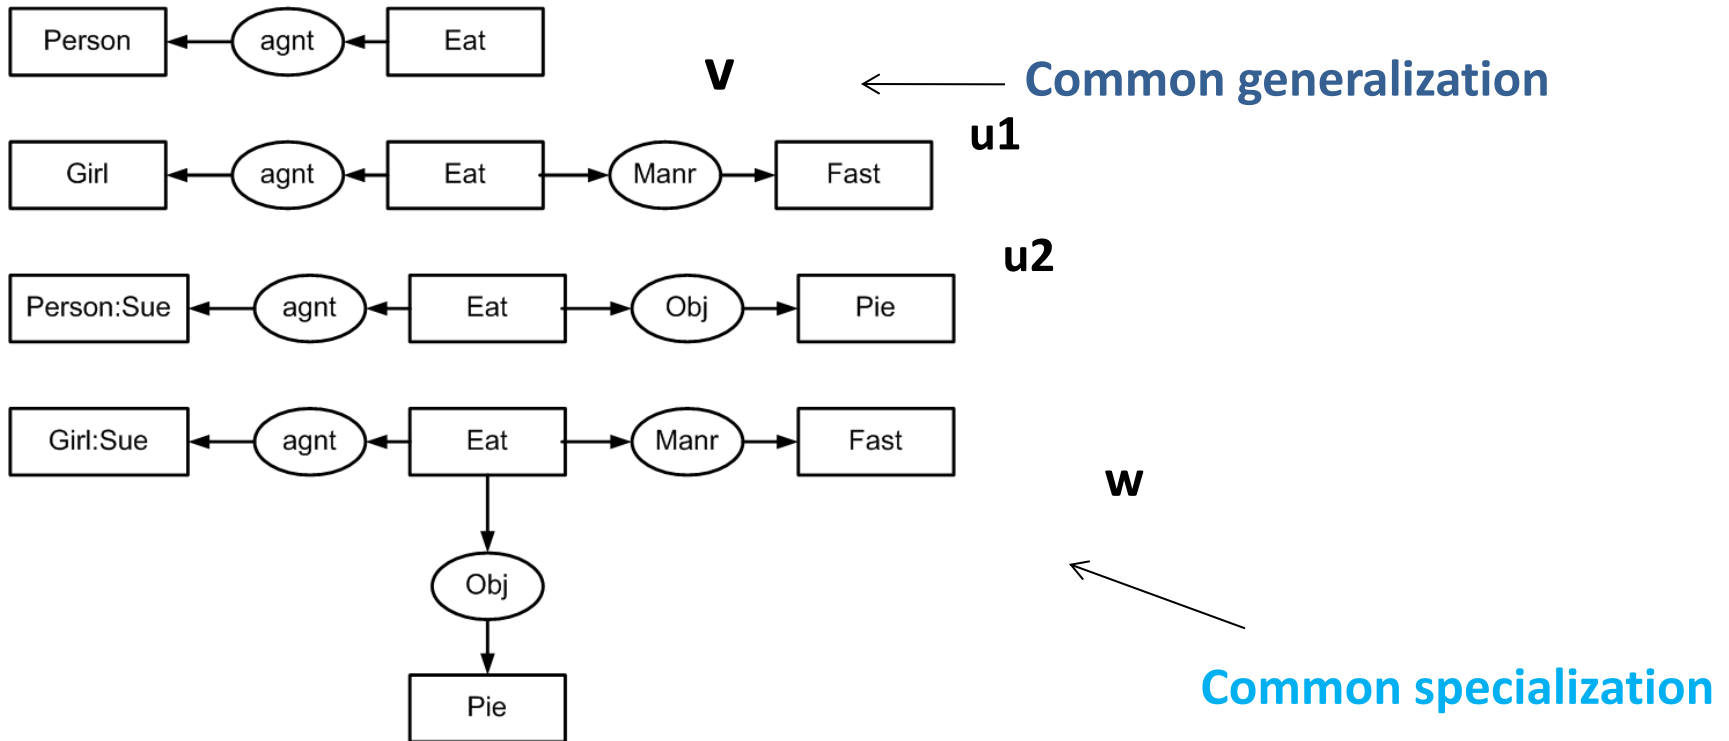 Person agnt Eat
v Common generalization
u1
Girl agnt Eat Manr Fast
u2
Person:Sue agnt Eat Obj Pie
Girl:Sue agnt Eat Manr Fast
w
Obj
Common specialization
Pie